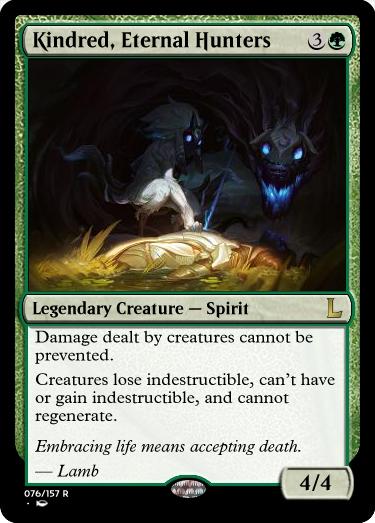 Kindred, Eternal Hunters 3
Legendary Creature — Spirit L
Damage dealt by creatures cannot be
prevented.
Creatures lose indestructible, can't have
or gain indestructible, and cannot
regenerate.
Embracing life means accepting death.
— Lamb
4/4
076/157 R